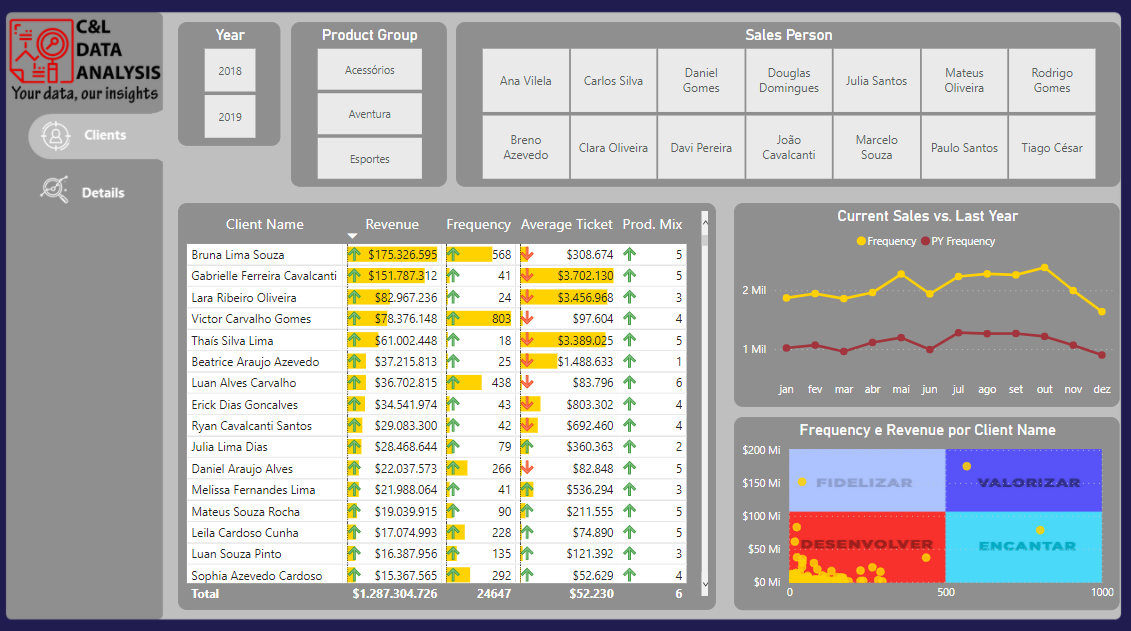 C&L
DATA
ANALYSIS
Your data, our insights
Clients
Details
Year
2018
2019
Product Group
Acessórios
Aventura
Esportes
Sales Person
Ana Vilela
Carlos Silva
Daniel
Gomes
Douglas
Domingues
Julia Santos
Mateus
Oliveira
Rodrigo
Gomes
Breno
Azevedo
Clara Oliveira
Davi Pereira
João
Cavalcanti
Marcelo
Souza
Paulo Santos
Tiago César
Client Name Revenue Frequency Average Ticket Prod. Mix
Bruna Lima Souza $175.326.595 568 $308.674 5
Gabrielle Ferreira Cavalcanti $151.787.312 41 $3.702.130 5
Lara Ribeiro Oliveira $82.967.236 24 $3.456.968 3
Victor Carvalho Gomes $78.376.148 803 $97.604 4
Thaís Silva Lima $61.002.448 18 $3.389.025 5
Beatrice Araujo Azevedo $37.215.813 25 $1.488.633 1
Luan Alves Carvalho $36.702.815 438 $83.796 6
Erick Dias Goncalves $34.541.974 43 $803.302 4
Ryan Cavalcanti Santos $29.083.300 42 $692.460 4
Julia Lima Dias $28.468.644 79 $360.363 2
Daniel Araujo Alves $22.037.573 266 $82.848 5
Melissa Fernandes Lima $21.988.064 41 $536.294 3
Mateus Souza Rocha $19.039.915 90 $211.555 5
Leila Cardoso Cunha $17.074.993 228 $74.890 5
Luan Souza Pinto $16.387.956 135 $121.392 3
Sophia Azevedo Cardoso $15.367.565 292 $52.629 4
Total $1.287.304.726 24647 $52.230 6
Current Sales vs. Last Year
Frequency PY Frequency
2 Mil
1 Mil
jan fev mar abr mai jun jul ago set out nov dez
Frequency e Revenue por Client Name
$200 Mi
$150 Mi
$100 Mi
$50 Mi
$0 Mi
FIDELIZAR VALORIZAR
DESENVOLVER ENCANTAR
0 500 1000